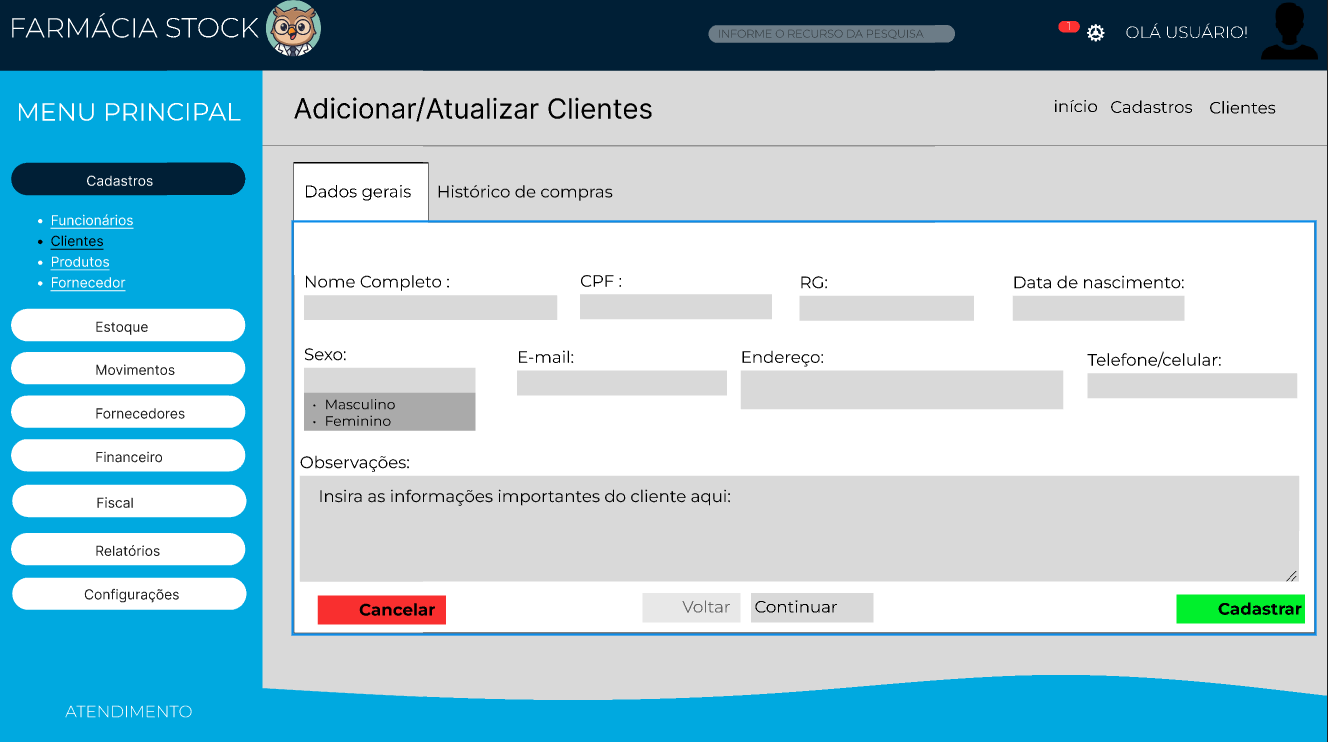 FARMÁCIA STOCK
INFORME O RECURSO DA PESQUISA
1
OLÁ USUÁRIO!
MENU PRINCIPAL
Cadastros
• Funcionários
• Clientes
• Produtos
• Fornecedor
Estoque
Movimentos
Fornecedores
Financeiro
Fiscal
Relatórios
Configurações
ATENDIMENTO
Adicionar/Atualizar Clientes
início Cadastros Clientes
Dados gerais Histórico de compras
Nome Completo : CPF : RG: Data de nascimento:
Sexo: E-mail: Endereço: Telefone/celular:
• Masculino
• Feminino
Observações:
Insira as informações importantes do cliente aqui:
Cancelar Voltar Continuar Cadastrar